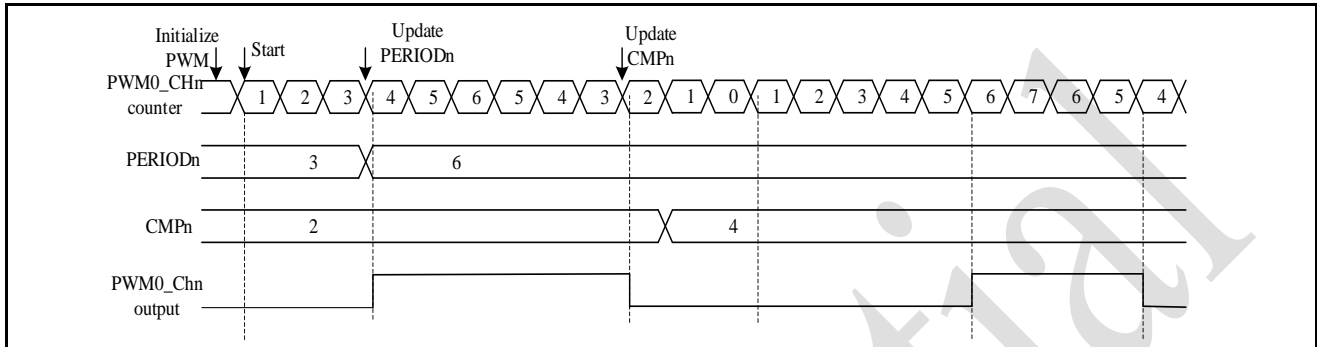 Initialize
PWM
Start
Update
PERIODn
Update
CMPn
PWM0_CHn
counter
1 2 3 4 5 6 5 4 3 2 1 0 1 2 3 4 5 6 7 6 5 4
PERIODn
3 6
CMPn
2 4
PWM0_Chn
output
tial